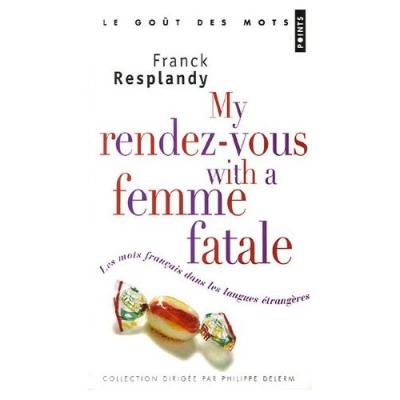 LE GOÛT DES MOTS
POINTS
Franck
Resplandy
My
rendez-vous
with a
femme
fatale
Les mots français dans les langues étrangères
COLLECTION DIRIGÉE PAR PHILIPPE DELERM